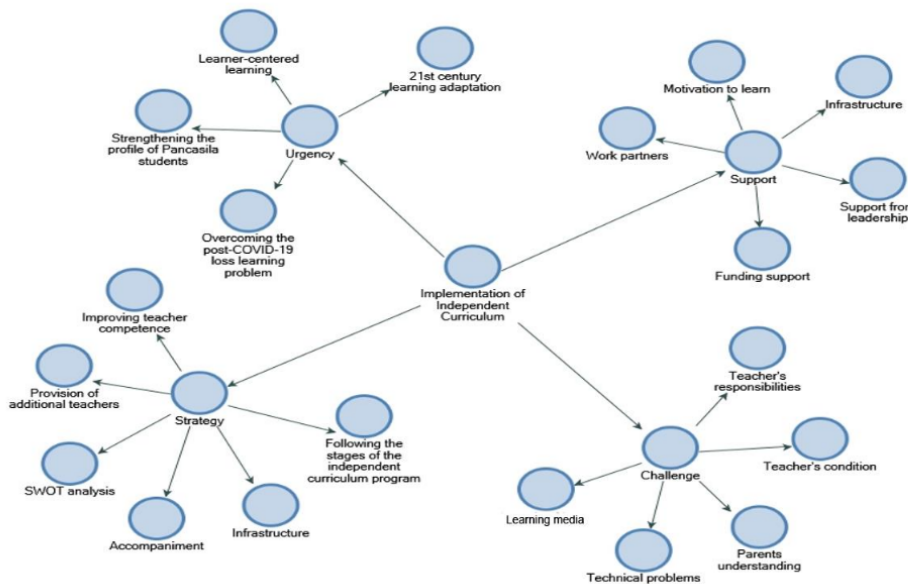 Learner-centered
learning
21st century
learning adaptation
Strengthening the
profile of Pancasila
students
Urgency
Overcoming the
post-COVID-19
loss learning
problem
Motivation to learn
Infrastructure
Work partners
Support
Support from
leadership
Funding support
Implementation of
Independent
Curriculum
Improving teacher
competence
Provision of
additional teachers
Strategy
Following the
stages of the
independent
curriculum program
SWOT analysis
Accompaniment
Infrastructure
Teacher's
responsibilities
Teacher's condition
Challenge
Learning media
Parents
understanding
Technical problems